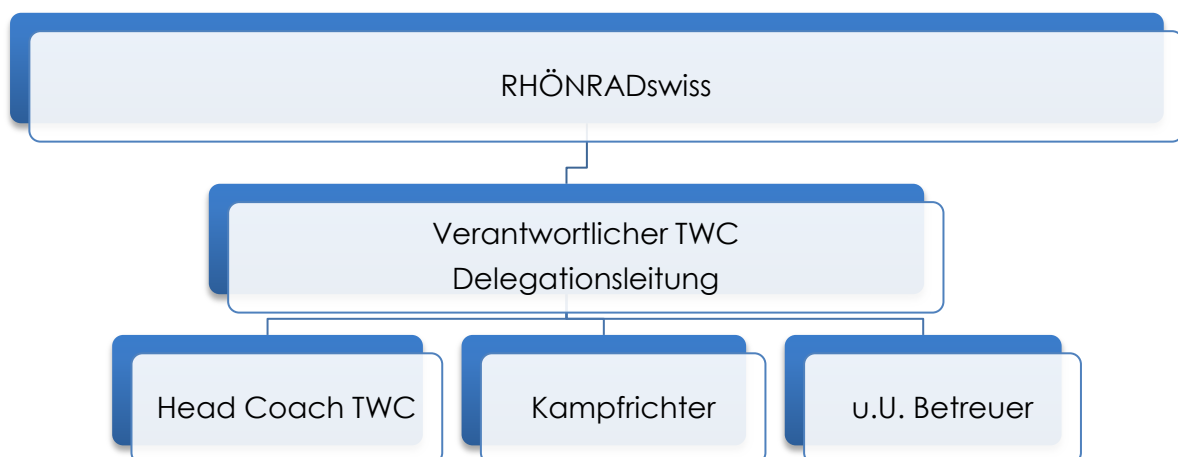 RHÖNRADswiss
Verantwortlicher TWC
Delegationsleitung
Head Coach TWC
Kampfrichter
u.U. Betreuer